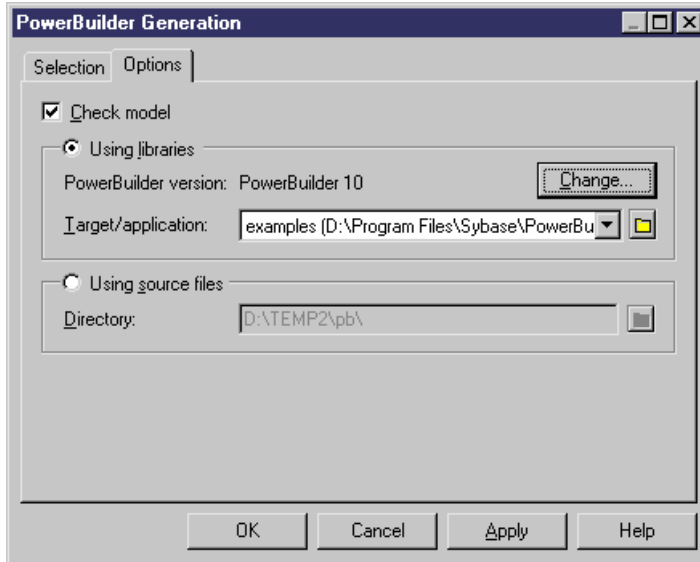 PowerBuilder Generation
Selection Options
Check model
Using libraries
PowerBuilder version: PowerBuilder 10 Change...
Target/application: examples (D:\Program Files\Sybase\PowerBu
Using source files
Directory: D:\TEMP2\pb\
OK Cancel Apply Help